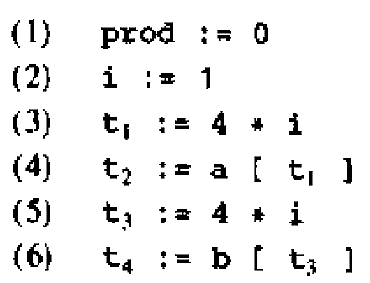 (1) prod := 0
(2) i := 1
(3) t₁ := 4 * i
(4) t₂ := a [ t₁ ]
(5) t₃ := 4 * i
(6) t₄ := b [ t₃ ]